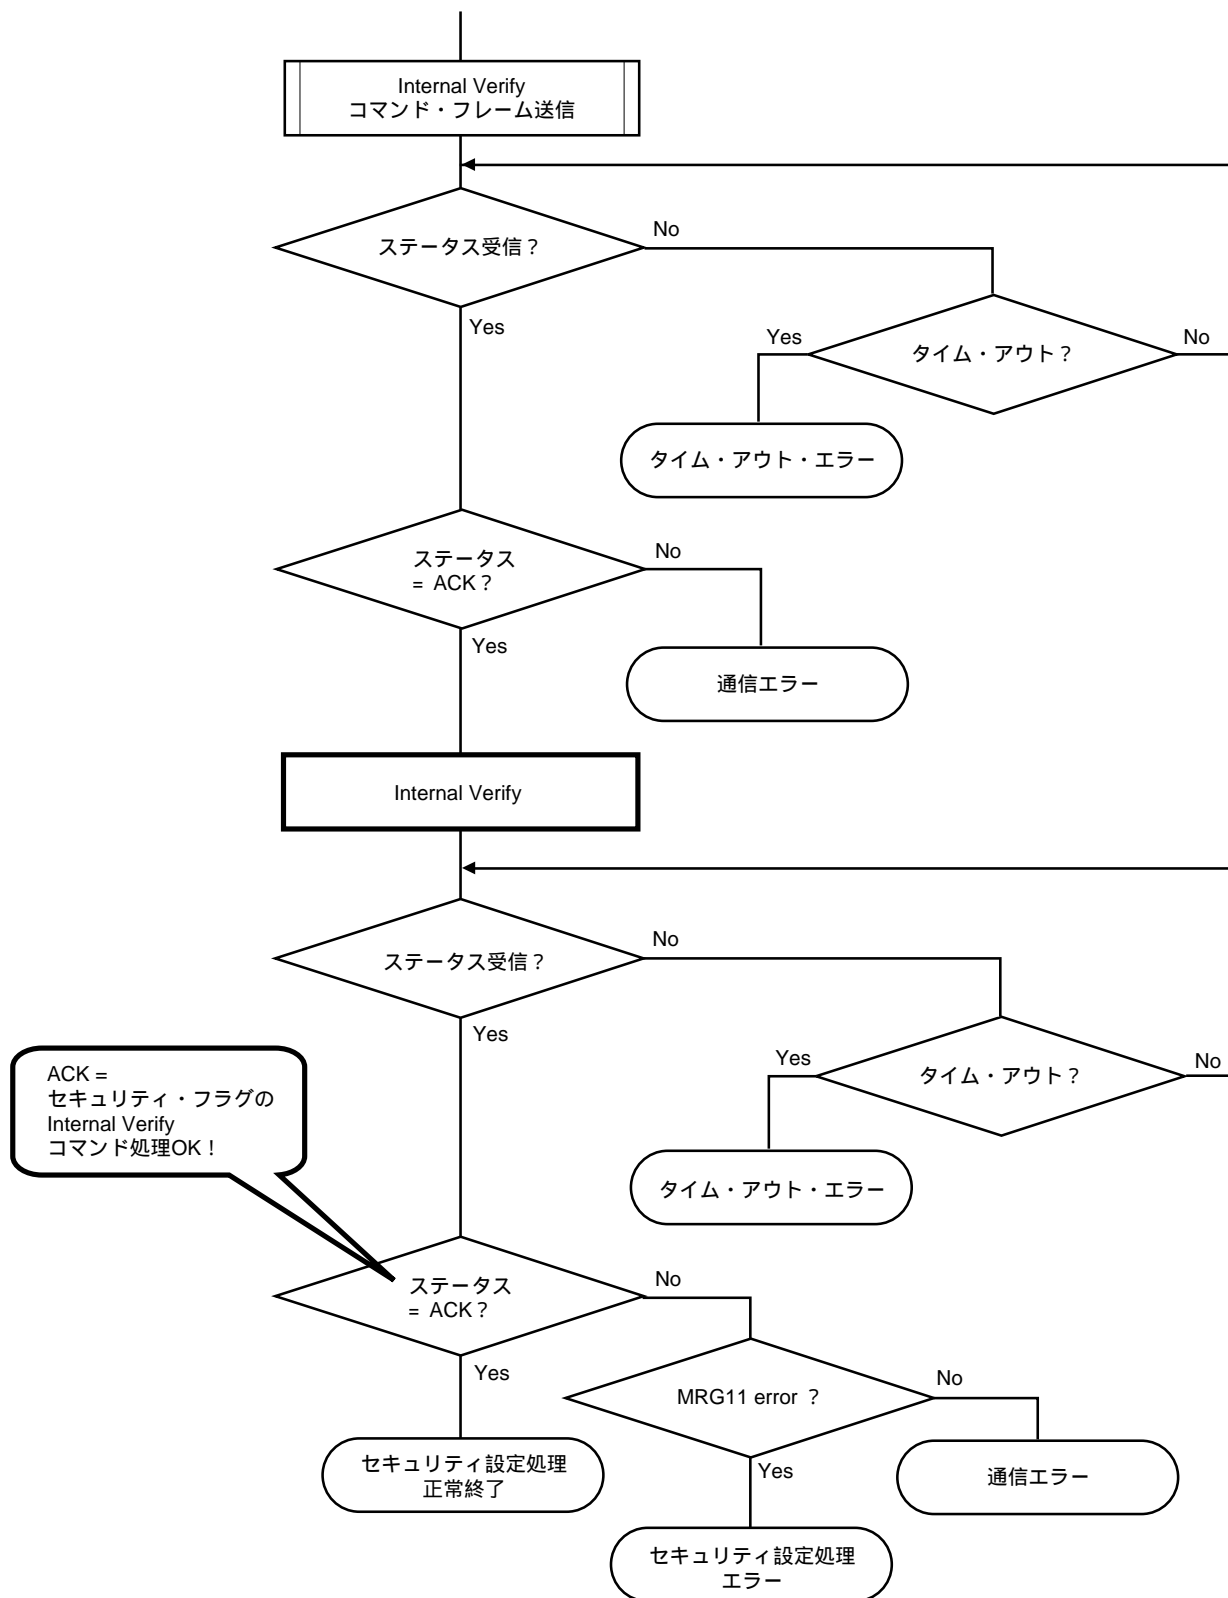 Internal Verify
コマンド・フレーム送信
ステータス受信？
No
Yes
タイム・アウト？
Yes
No
タイム・アウト・エラー
ステータス
= ACK？
No
Yes
通信エラー
Internal Verify
ステータス受信？
No
Yes
タイム・アウト？
Yes
No
タイム・アウト・エラー
ACK =
セキュリティ・フラグの
Internal Verify
コマンド処理OK！
ステータス
= ACK？
No
Yes
MRG11 error ？
No
Yes
セキュリティ設定処理
正常終了
通信エラー
セキュリティ設定処理
エラー